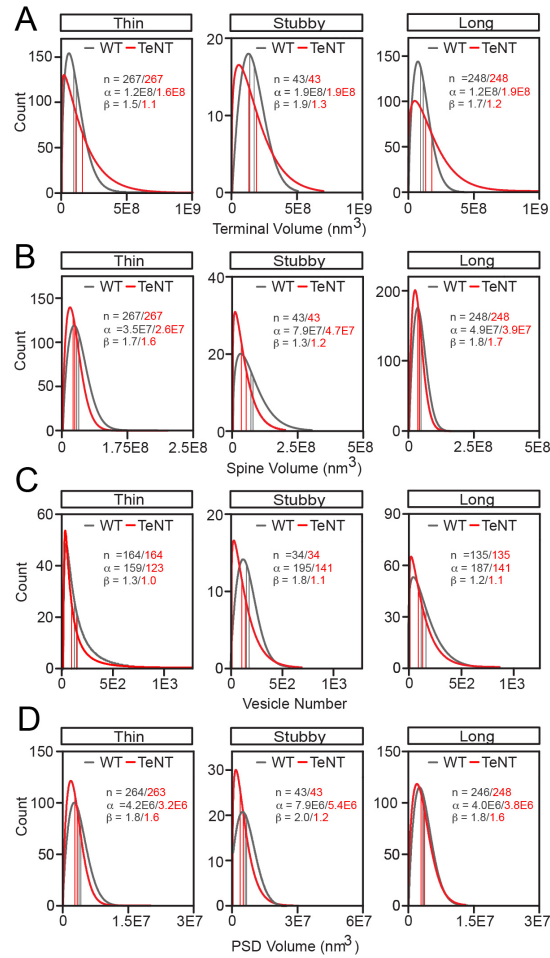 A
Thin
Stubby
Long
WT TeNT
WT TeNT
WT TeNT
n = 267/267
α = 1.2E8/1.6E8
β = 1.5/1.1
n = 43/43
α = 1.9E8/1.9E8
β = 1.9/1.3
n =248/248
α = 1.2E8/1.9E8
β = 1.7/1.2
Count
150
100
50
0
20
10
0
150
100
50
0
0 5E8 1E9
0 5E8 1E9
0 5E8 1E9
Terminal Volume (nm3)
B
Thin
Stubby
Long
WT TeNT
WT TeNT
WT TeNT
n = 267/267
α =3.5E7/2.6E7
β = 1.7/1.6
n = 43/43
α = 7.9E7/4.7E7
β = 1.3/1.2
n = 248/248
α = 4.9E7/3.9E7
β = 1.8/1.7
Count
150
100
50
0
40
20
0
200
100
0
0 1.75E8 2.5E8
0 2.5E8 5E8
0 2.5E8 5E8
Spine Volume (nm3)
C
Thin
Stubby
Long
WT TeNT
WT TeNT
WT TeNT
n =164/164
α = 159/123
β = 1.3/1.0
n = 34/34
α = 195/141
β = 1.8/1.1
n =135/135
α = 187/141
β = 1.2/1.1
Count
60
40
20
0
20
10
0
90
60
30
0
0 5E2 1E3
0 5E2 1E3
0 5E2 1E3
Vesicle Number
D
Thin
Stubby
Long
WT TeNT
WT TeNT
WT TeNT
n = 264/263
α =4.2E6/3.2E6
β = 1.8/1.6
n = 43/43
α = 7.9E6/5.4E6
β = 2.0/1.2
n = 246/248
α = 4.0E6/3.8E6
β = 1.8/1.6
Count
150
100
50
0
30
20
10
0
150
100
50
0
0 1.5E7 3E7
0 3E7 6E7
0 1.5E7 3E7
PSD Volume (nm3)